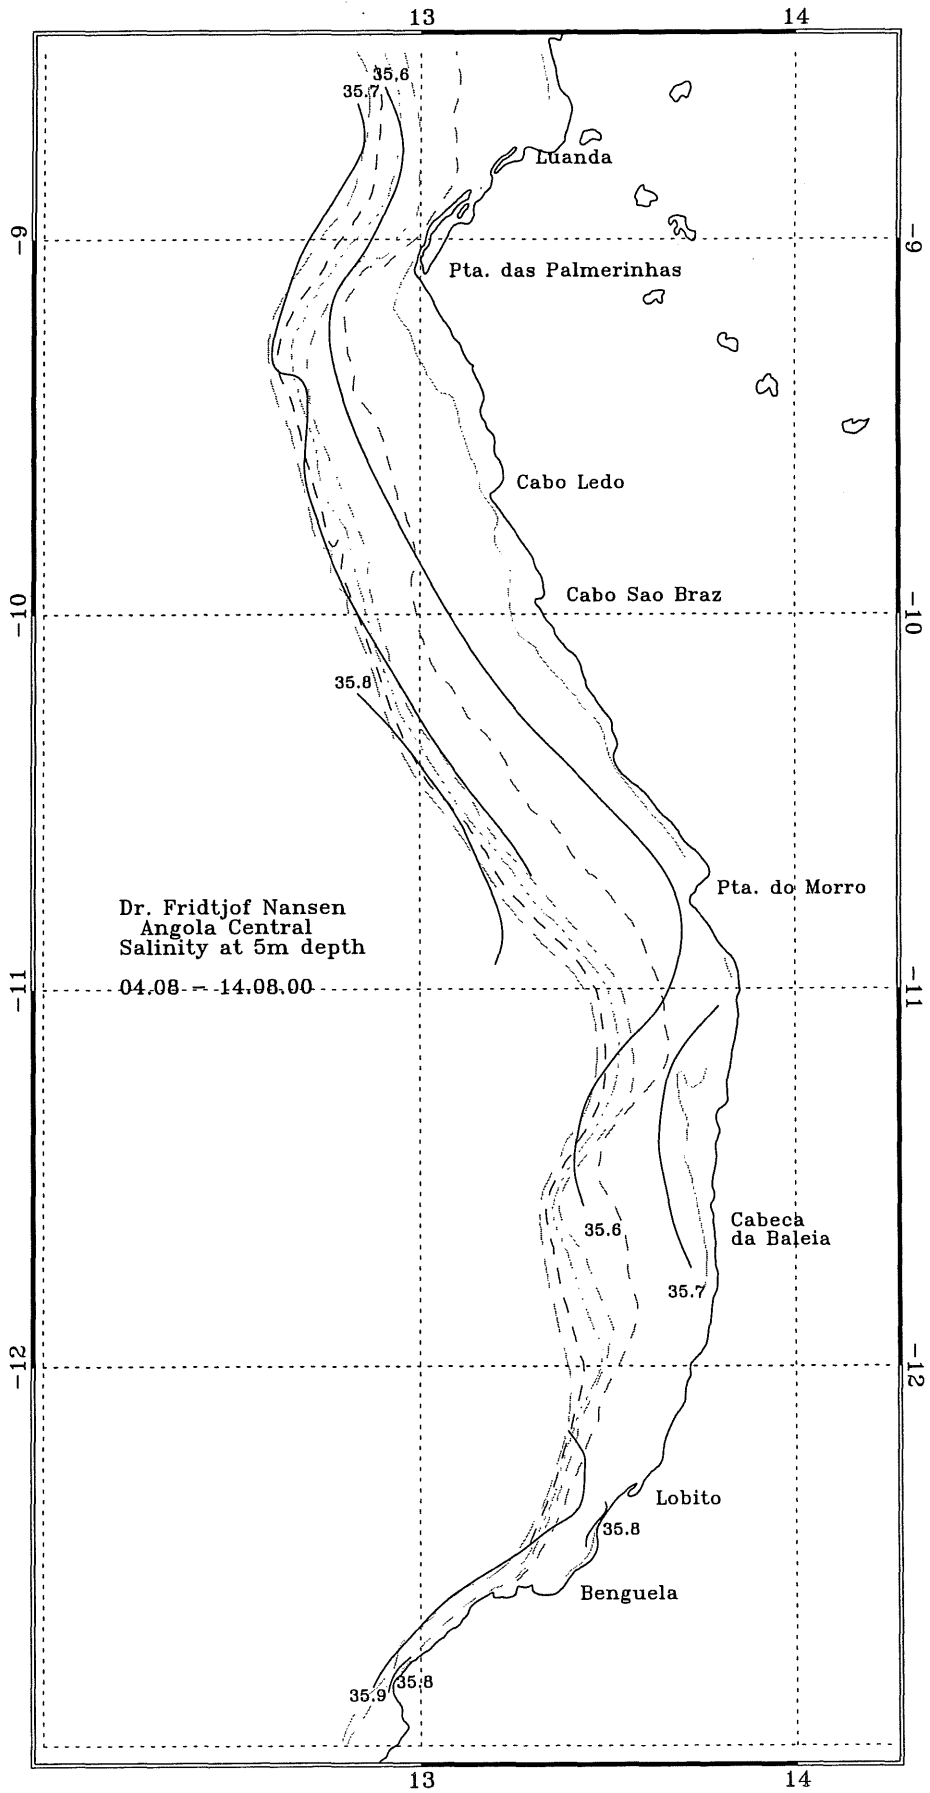 13 14
35,6
35.7
Luanda
-9 -9
Pta. das Palmerinhas
Cabo Ledo
Cabo Sao Braz
-10 -10
35.8
Pta. do Morro
Dr. Fridtjof Nansen
Angola Central
Salinity at 5m depth
04.08 - 14.08.00
-11 -11
Cabeca
da Baleia
35.6
35.7
-12 -12
Lobito
35.8
Benguela
35.8
35.9
13 14